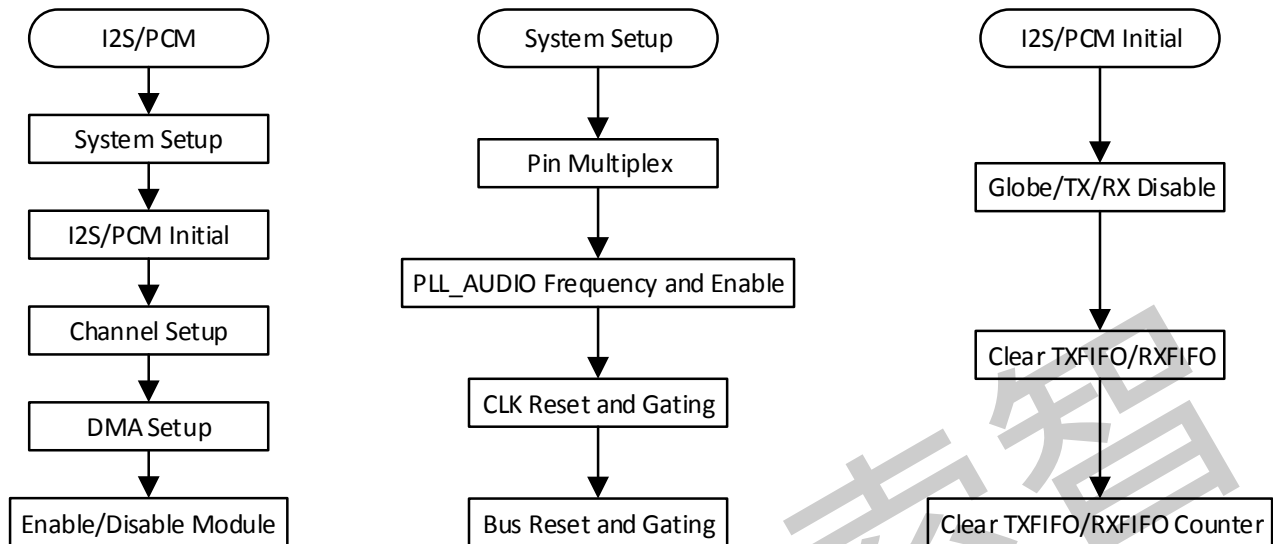 I2S/PCM
System Setup
I2S/PCM Initial
Channel Setup
DMA Setup
Enable/Disable Module
System Setup
Pin Multiplex
PLL_AUDIO Frequency and Enable
CLK Reset and Gating
Bus Reset and Gating
I2S/PCM Initial
Globe/TX/RX Disable
Clear TXFIFO/RXFIFO
Clear TXFIFO/RXFIFO Counter
索智